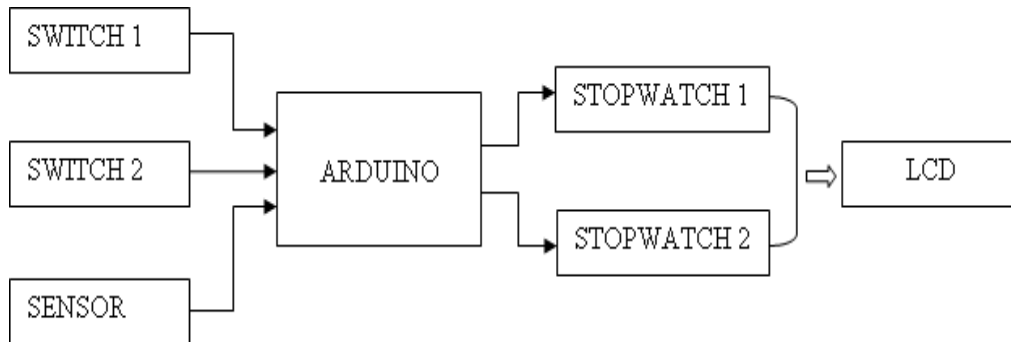 SWITCH 1
SWITCH 2
SENSOR
ARDUINO
STOPWATCH 1
STOPWATCH 2
LCD